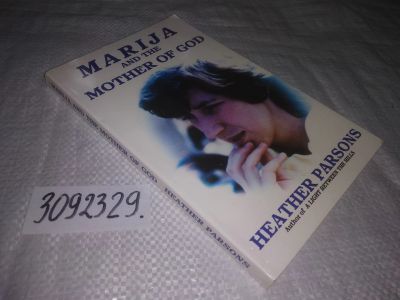 MARIJA
AND THE
MOTHER OF GOD
HEATHER PARSONS
Author of A LIGHT BETWEEN THE HILLS
MARIJA AND THE MOTHER OF GOD HEATHER PARSONS
3092329.